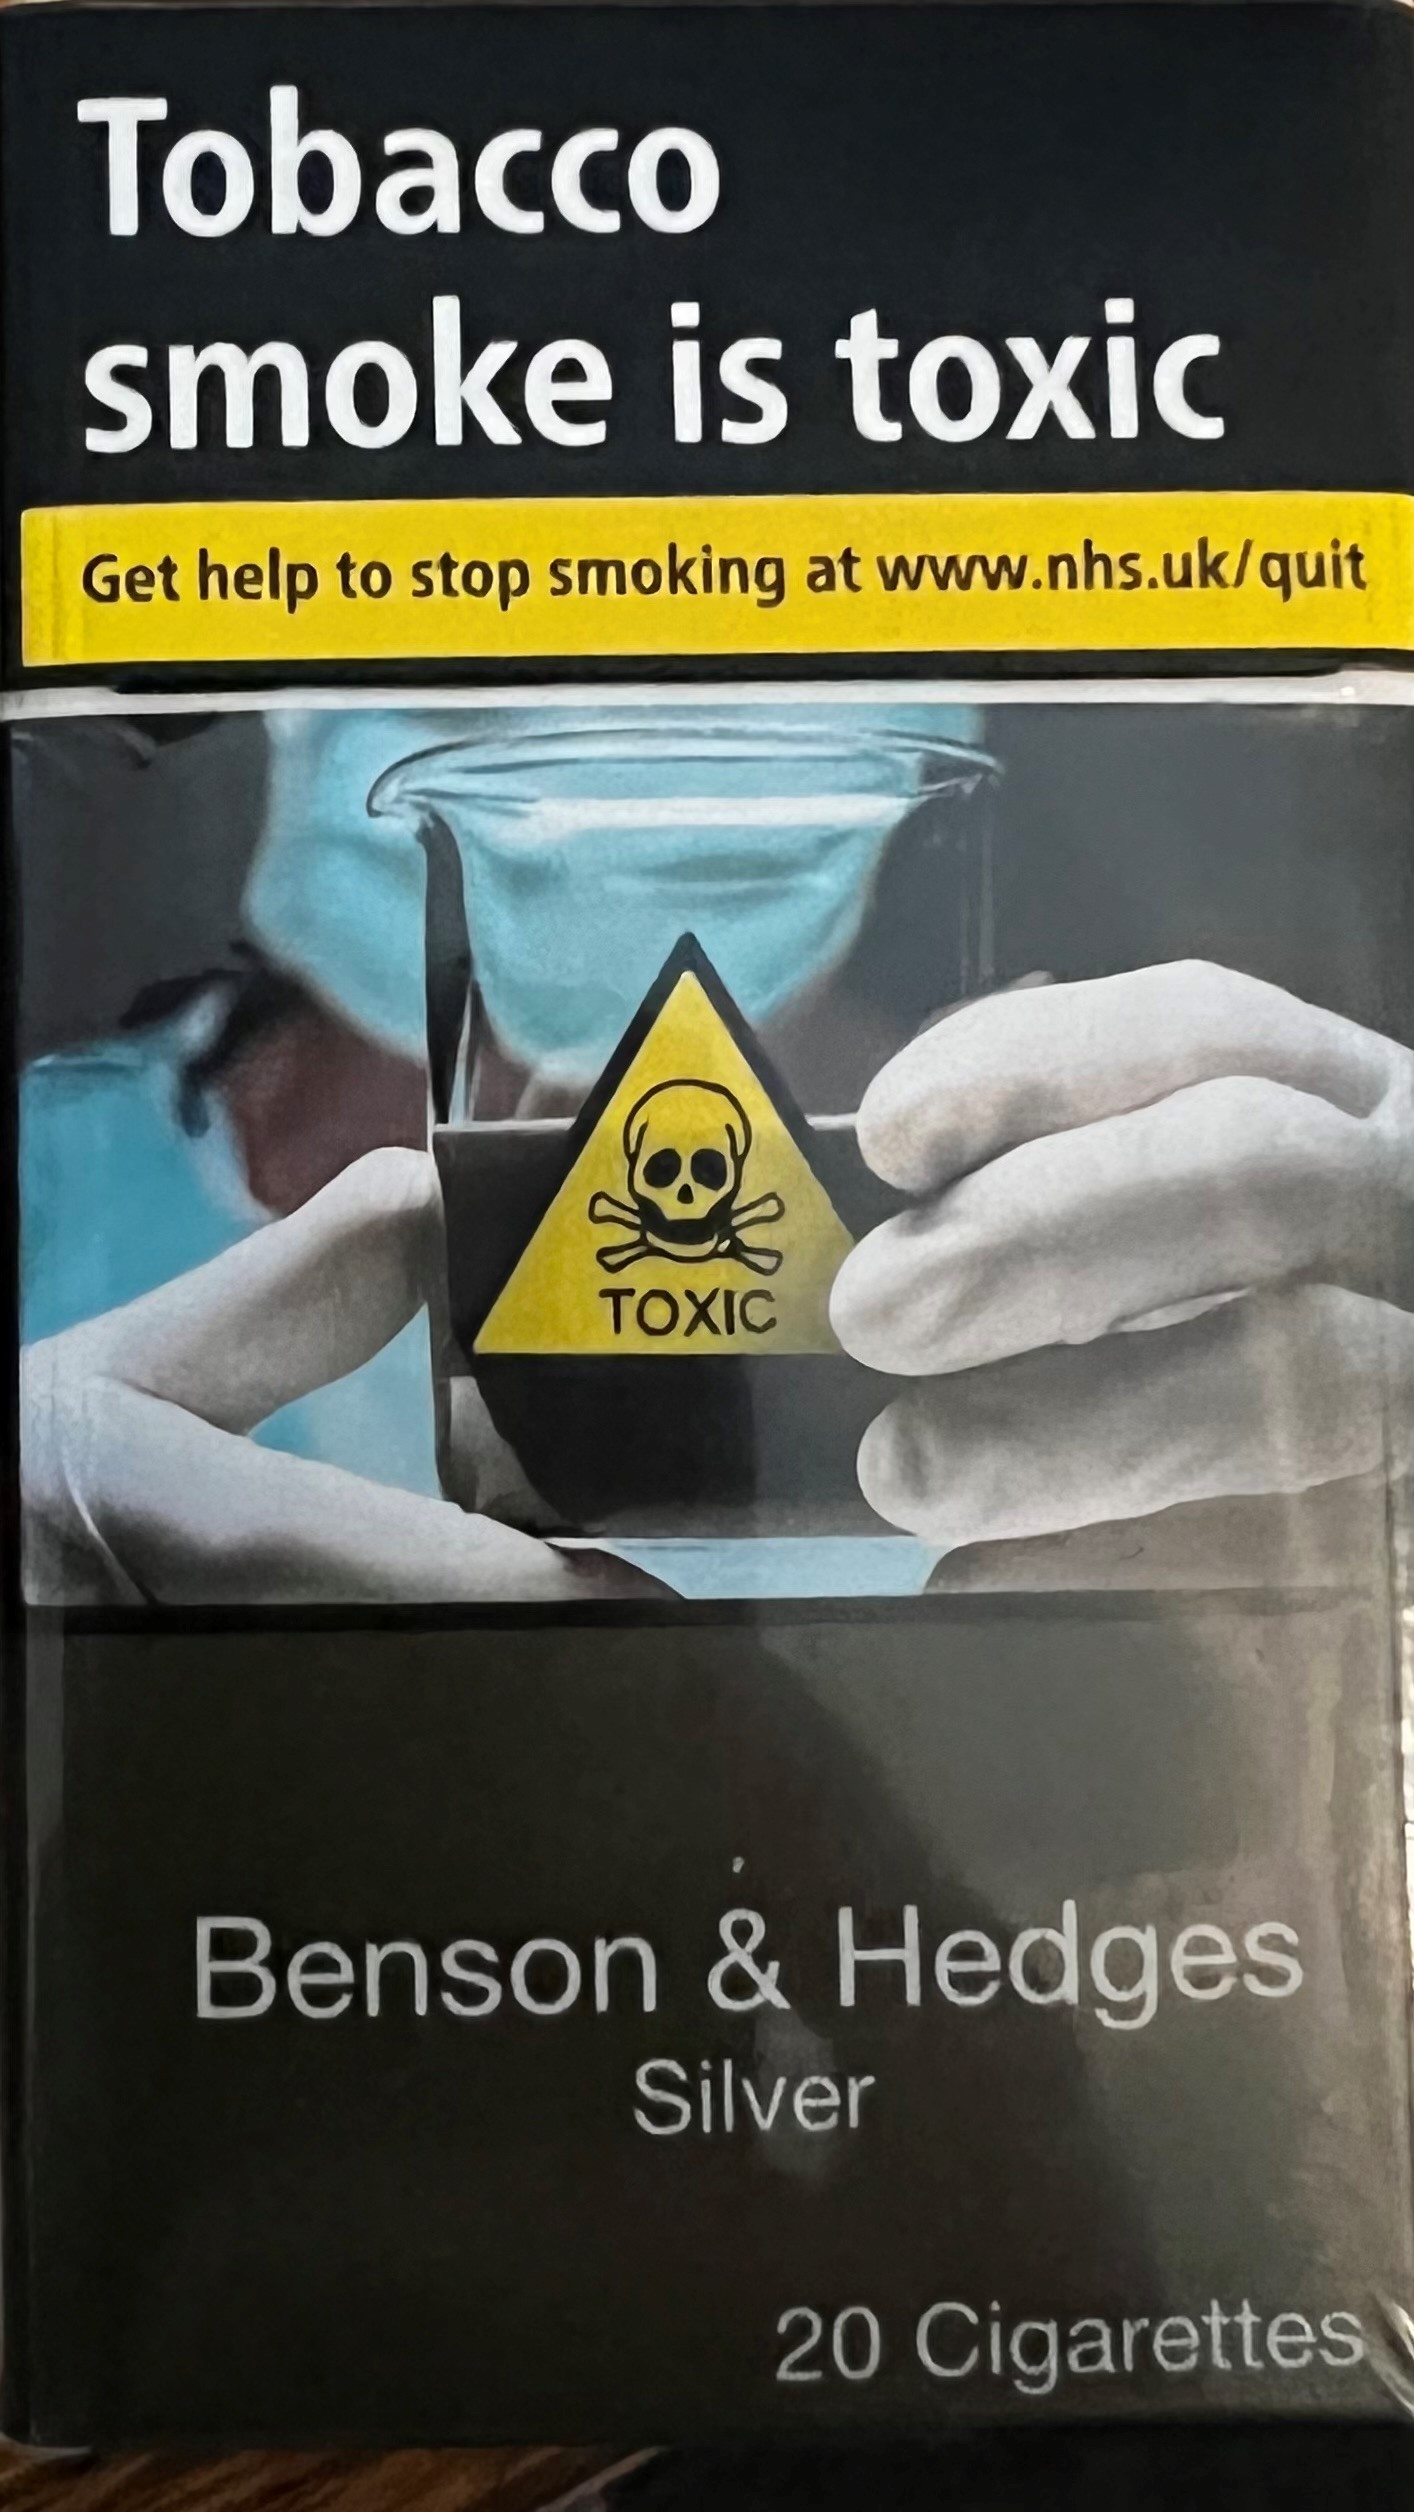 Tobacco
smoke is toxic
Get help to stop smoking at www.nhs.uk/quit
TOXIC
Benson & Hedges
Silver
20 Cigarettes